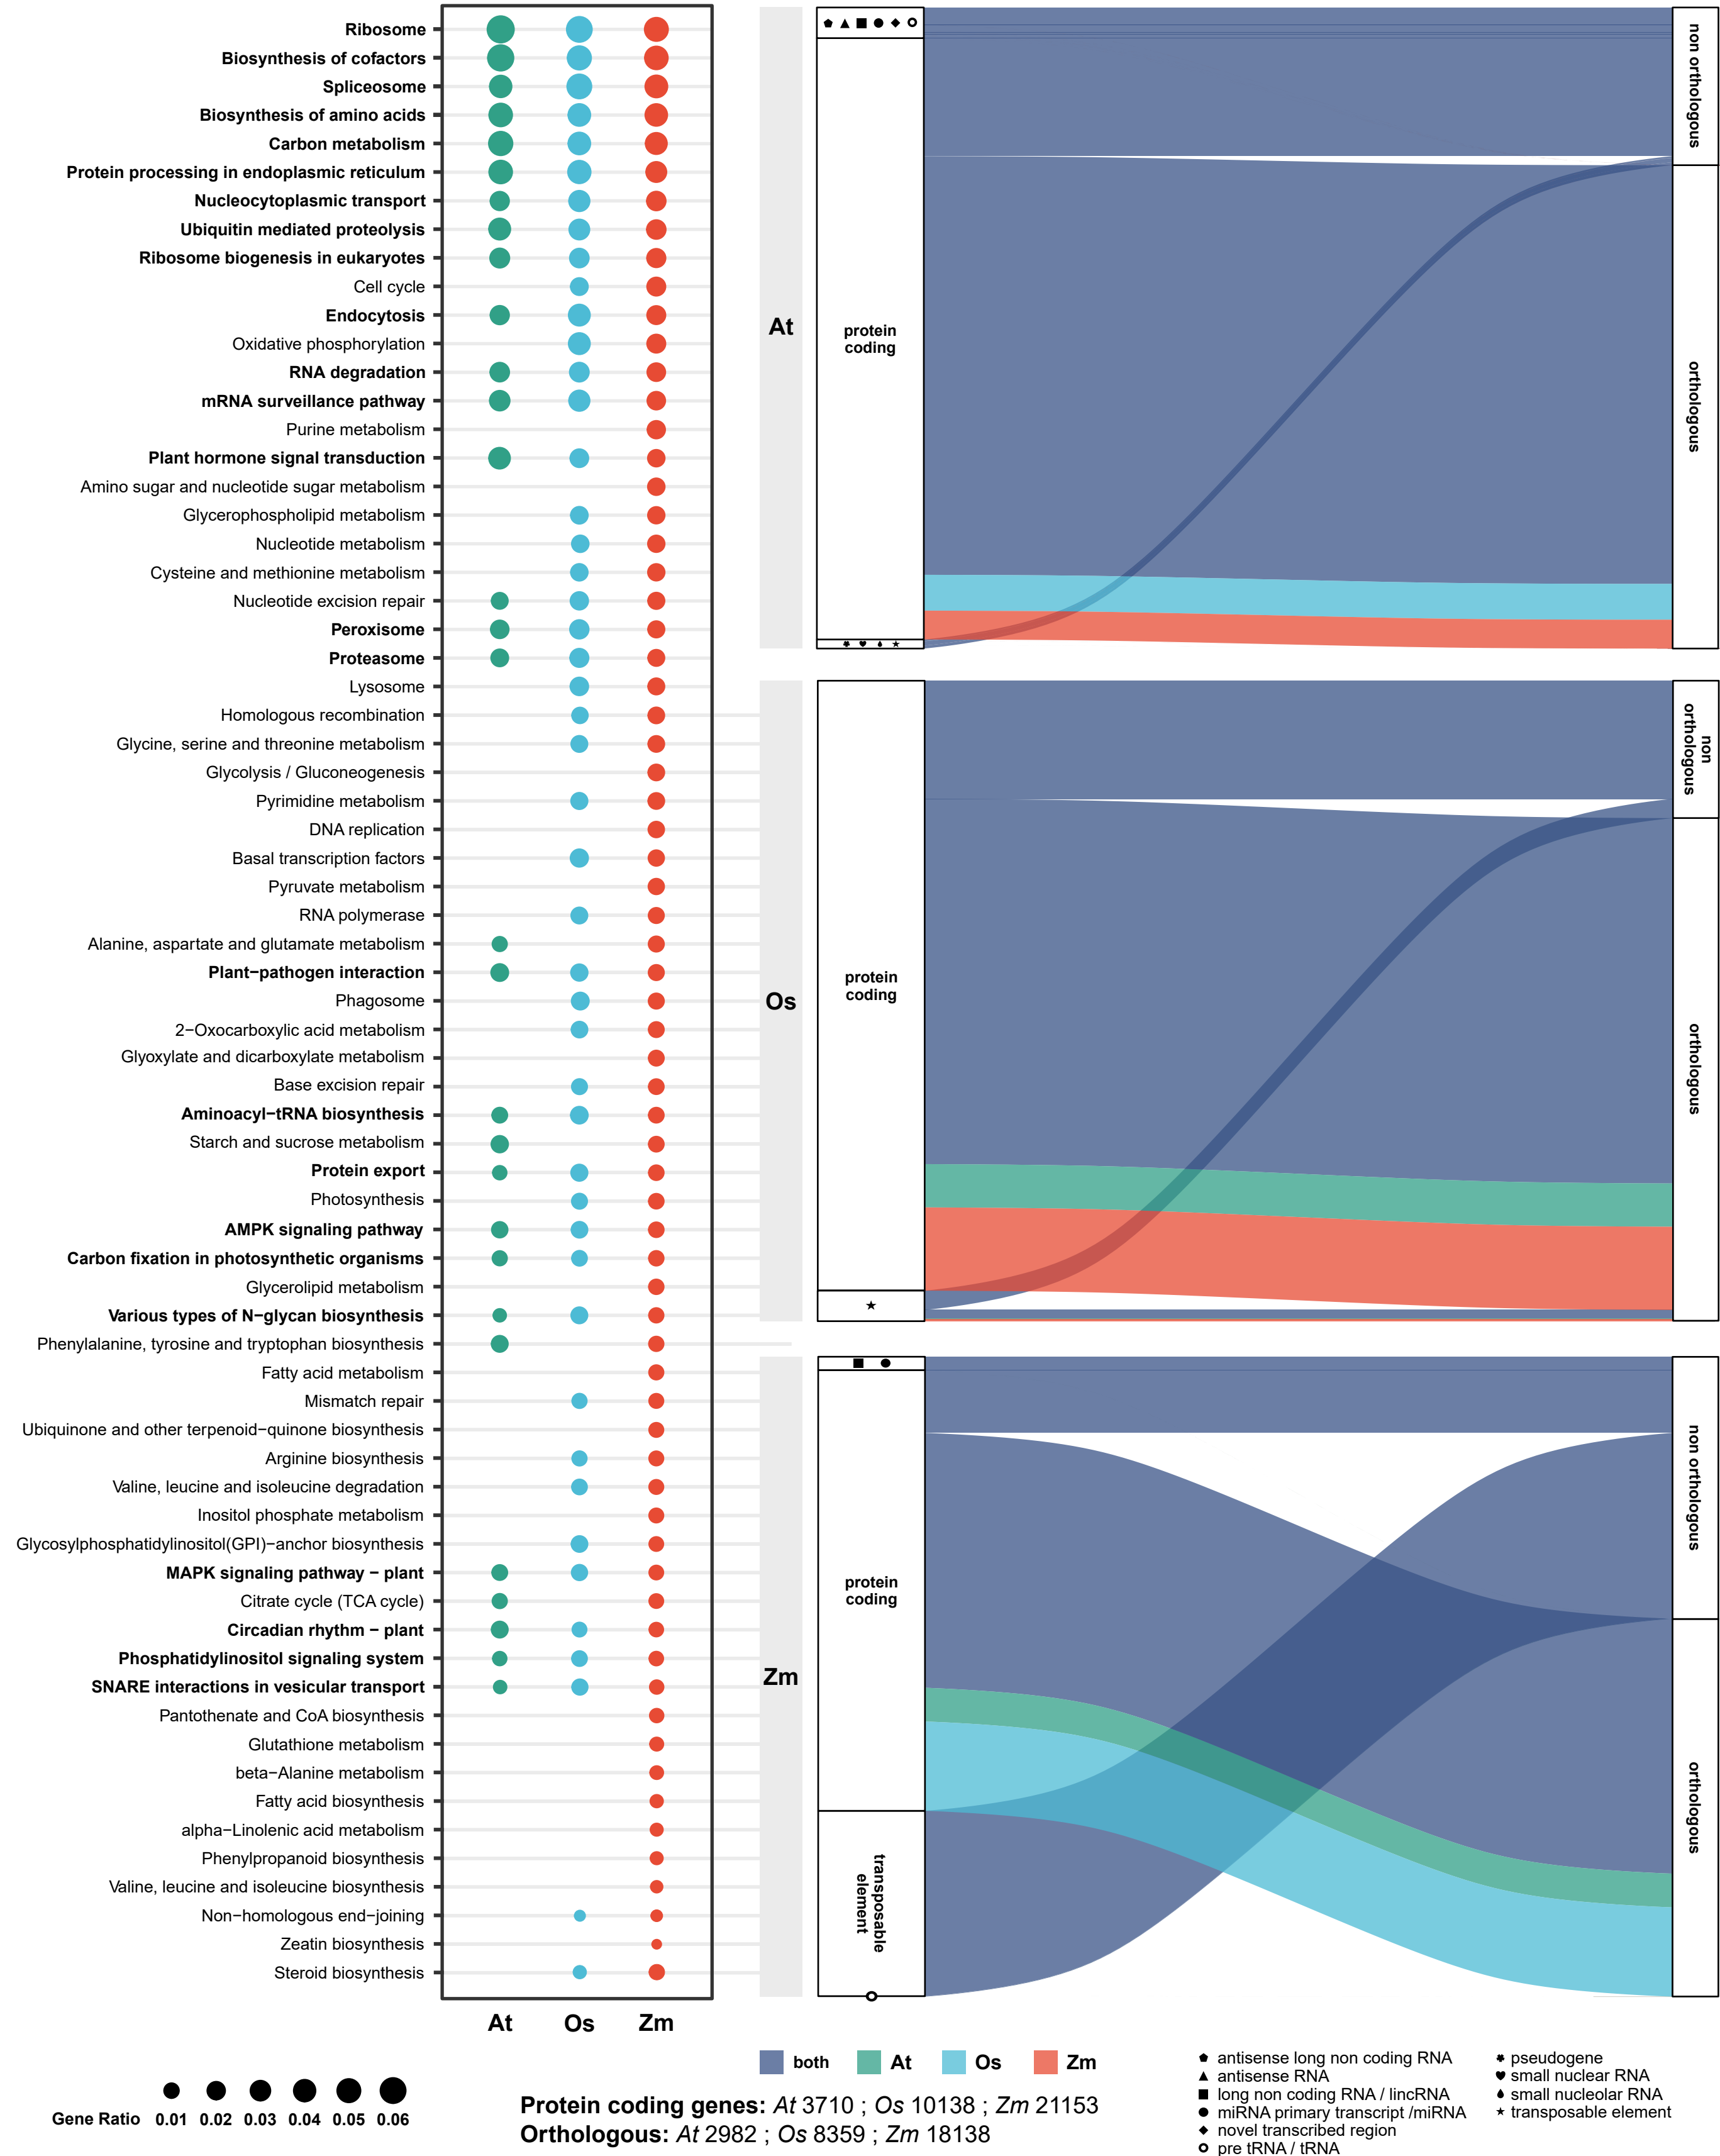 Ribosome
Biosynthesis of cofactors
Spliceosome
Biosynthesis of amino acids
Carbon metabolism
Protein processing in endoplasmic reticulum
Nucleocytoplasmic transport
Ubiquitin mediated proteolysis
Ribosome biogenesis in eukaryotes
Cell cycle
Endocytosis
Oxidative phosphorylation
RNA degradation
mRNA surveillance pathway
Purine metabolism
Plant hormone signal transduction
Amino sugar and nucleotide sugar metabolism
Glycerophospholipid metabolism
Nucleotide metabolism
Cysteine and methionine metabolism
Nucleotide excision repair
Peroxisome
Proteasome
Lysosome
Homologous recombination
Glycine, serine and threonine metabolism
Glycolysis / Gluconeogenesis
Pyrimidine metabolism
DNA replication
Basal transcription factors
Pyruvate metabolism
RNA polymerase
Alanine, aspartate and glutamate metabolism
Plant−pathogen interaction
Phagosome
2−Oxocarboxylic acid metabolism
Glyoxylate and dicarboxylate metabolism
Base excision repair
Aminoacyl−tRNA biosynthesis
Starch and sucrose metabolism
Protein export
Photosynthesis
AMPK signaling pathway
Carbon fixation in photosynthetic organisms
Glycerolipid metabolism
Various types of N−glycan biosynthesis
Phenylalanine, tyrosine and tryptophan biosynthesis
Fatty acid metabolism
Mismatch repair
Ubiquinone and other terpenoid−quinone biosynthesis
Arginine biosynthesis
Valine, leucine and isoleucine degradation
Inositol phosphate metabolism
Glycosylphosphatidylinositol(GPI)−anchor biosynthesis
MAPK signaling pathway − plant
Citrate cycle (TCA cycle)
Circadian rhythm − plant
Phosphatidylinositol signaling system
SNARE interactions in vesicular transport
Pantothenate and CoA biosynthesis
Glutathione metabolism
beta−Alanine metabolism
Fatty acid biosynthesis
alpha−Linolenic acid metabolism
Phenylpropanoid biosynthesis
Valine, leucine and isoleucine biosynthesis
Non−homologous end−joining
Zeatin biosynthesis
Steroid biosynthesis
At Os Zm
Gene Ratio 0.01 0.02 0.03 0.04 0.05 0.06
At
protein
coding
non orthologous
orthologous
Os
protein
coding
non
orthologous
orthologous
Zm
protein
coding
transposable
element
non orthologous
orthologous
both At Os Zm
Protein coding genes: At 3710 ; Os 10138 ; Zm 21153
Orthologous: At 2982 ; Os 8359 ; Zm 18138
antisense long non coding RNA
antisense RNA
long non coding RNA / lincRNA
miRNA primary transcript /miRNA
novel transcribed region
pre tRNA / tRNA
pseudogene
small nuclear RNA
small nucleolar RNA
transposable element